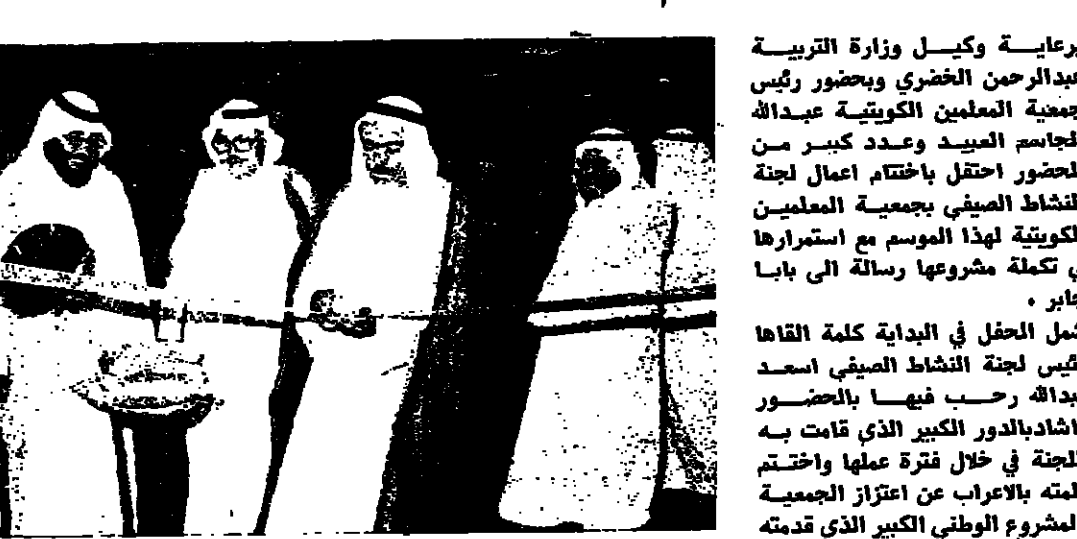 برعاية وكيل وزارة التربية
عبدالرحمن الخضري وبحضور رئيس
جمعية المعلمين الكويتية عبدالله
الجاسم العبيد وعدد كبير من
الحضور احتفل باختتام اعمال لجنة
النشاط الصيفي بجمعية المعلمين
الكويتية لهذا الموسم مع استمرارها
في تكملة مشروعها رسالة الى بابا
جابر .
شمل الحفل في البداية كلمة القاها
رئيس لجنة النشاط الصيفي اسعد
عبدالله رحب فيها بالحضور
واشادبالدور الكبير الذي قامت به
اللجنة في خلال فترة عملها واختتم
كلمته بالاعراب عن اعتزاز الجمعية
المشروع الوطني الكبير الذي قدمته